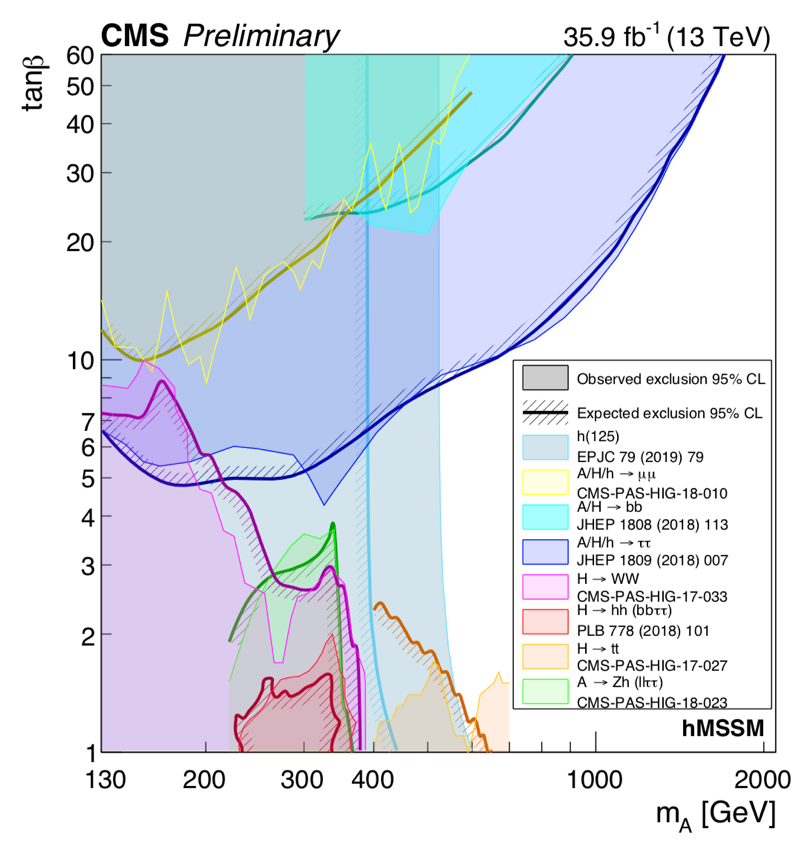 CMS Preliminary 35.9 fb⁻¹ (13 TeV)
tanβ
60
50
40
30
20
10
7
6
5
4
3
2
1
130 200 300 400 1000 2000
m_A [GeV]
Observed exclusion 95% CL
Expected exclusion 95% CL
h(125)
EPJC 79 (2019) 79
A/H/h → μμ
CMS-PAS-HIG-18-010
A/H → bb
JHEP 1808 (2018) 113
A/H/h → ττ
JHEP 1809 (2018) 007
H → WW
CMS-PAS-HIG-17-033
H → hh (bbττ)
PLB 778 (2018) 101
H → tt
CMS-PAS-HIG-17-027
A → Zh (llττ)
CMS-PAS-HIG-18-023
hMSSM